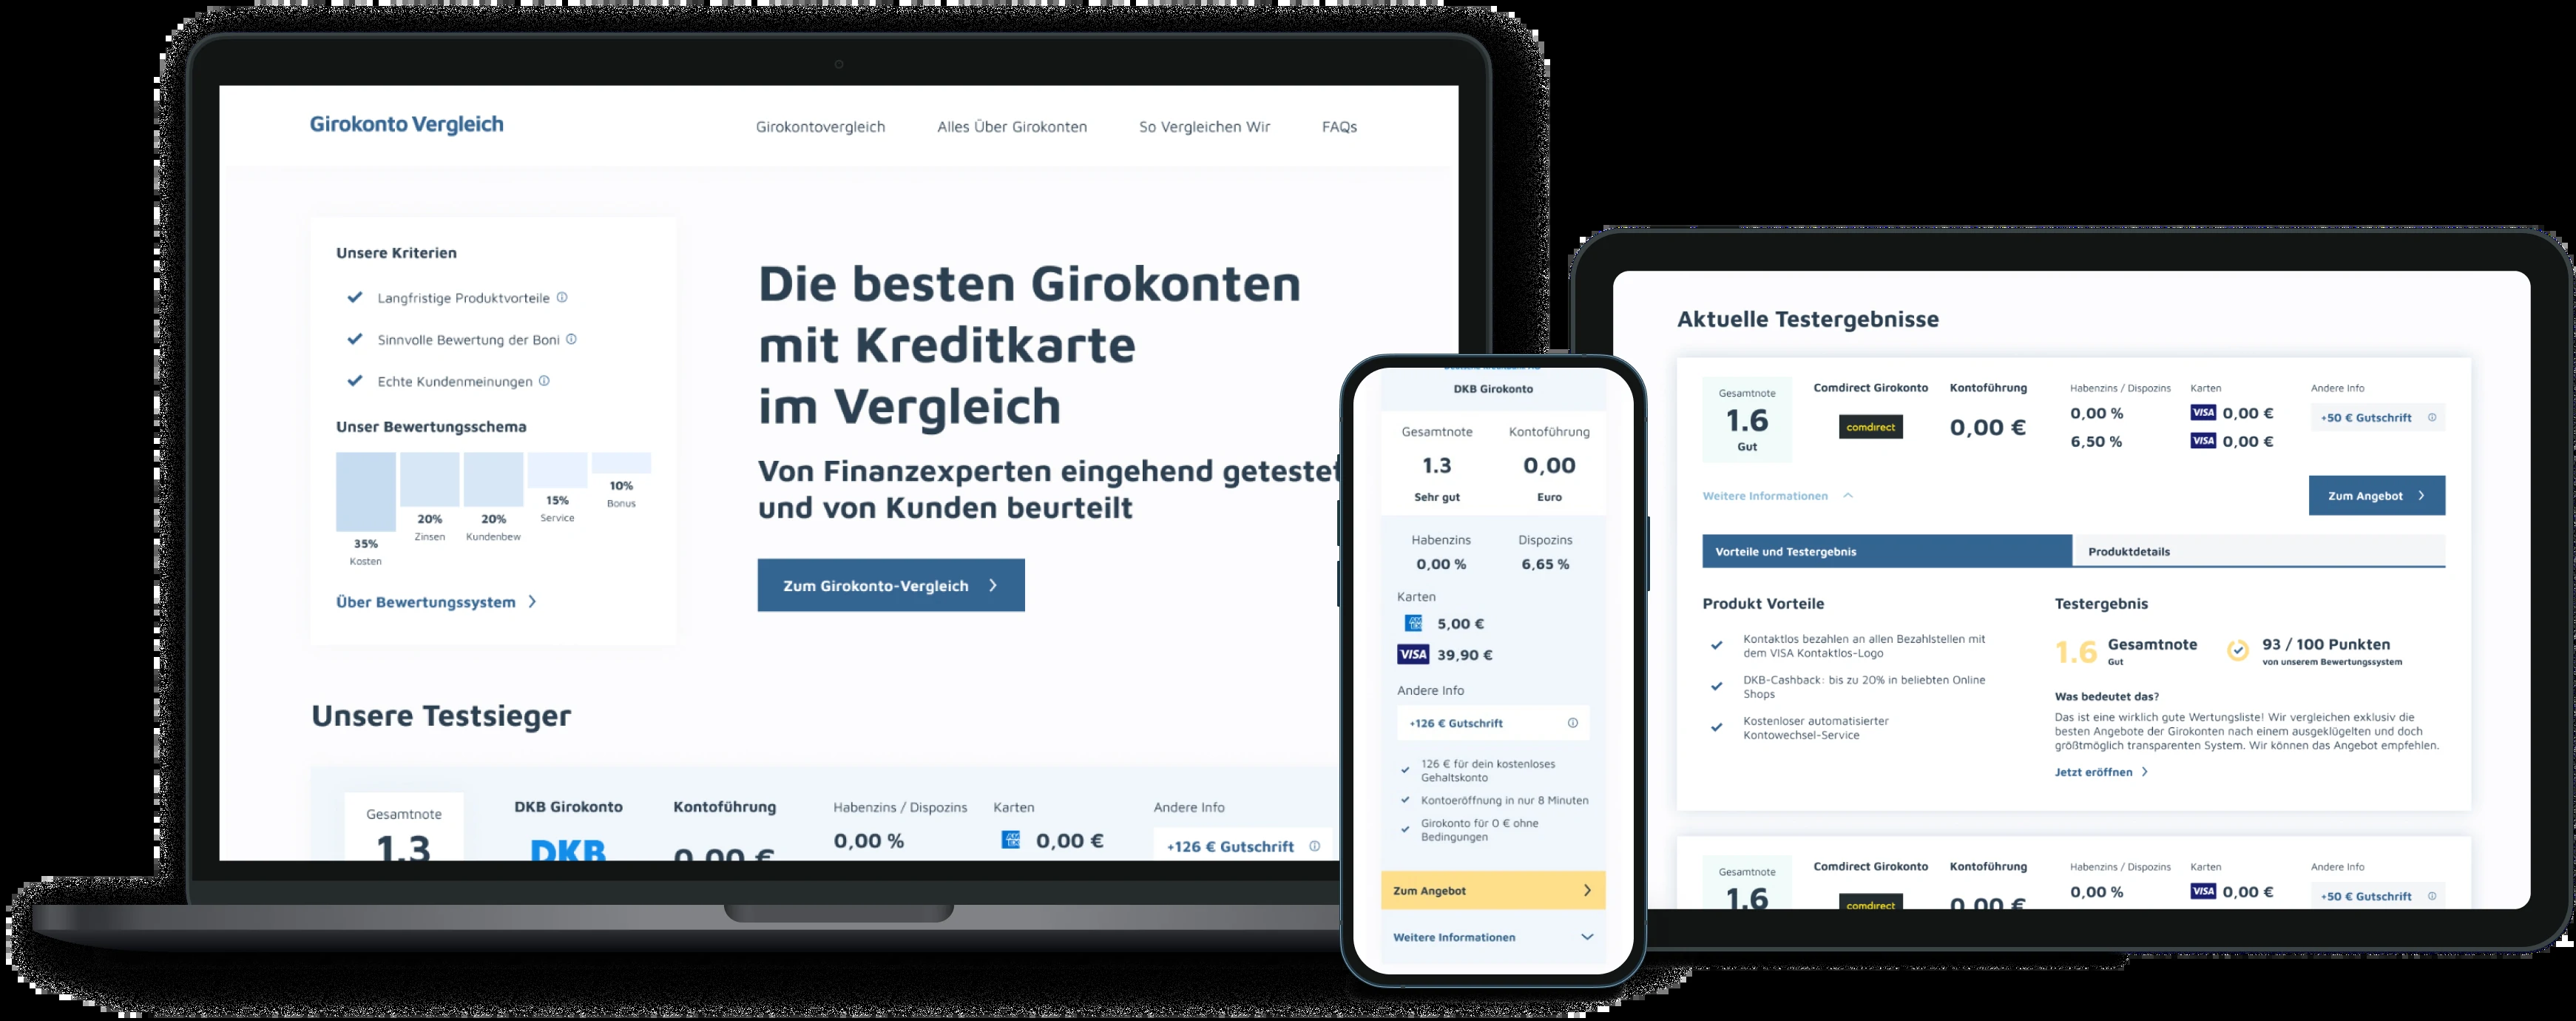 Girokonto Vergleich
Girokontovergleich
Alles Über Girokonten
So Vergleichen Wir
FAQs
Unsere Kriterien
Langfristige Produktvorteile
Sinnvolle Bewertung der Boni
Echte Kundenmeinungen
Unser Bewertungsschema
35%
Kosten
20%
Zinsen
20%
Kundenbew
15%
Service
10%
Bonus
Über Bewertungssystem
Die besten Girokonten
mit Kreditkarte
im Vergleich
Von Finanzexperten eingehend getestet
und von Kunden beurteilt
Zum Girokonto-Vergleich
Unsere Testsieger
Gesamtnote
1.3
DKB Girokonto
DKB
Kontoführung
0,00 €
Habenzins / Dispozins
0,00 %
Karten
0,00 €
Andere Info
+126 € Gutschrift
DKB Girokonto
Gesamtnote
1.3
Sehr gut
Kontoführung
0,00
Euro
Habenzins
0,00 %
Dispozins
6,65 %
Karten
AM EX 5,00 €
VISA 39,90 €
Andere Info
+126 € Gutschrift
126 € für dein kostenloses
Gehaltskonto
Kontoeröffnung in nur 8 Minuten
Girokonto für 0 € ohne
Bedingungen
Zum Angebot
Weitere Informationen
Aktuelle Testergebnisse
Gesamtnote
1.6
Gut
Comdirect Girokonto
comdirect
Kontoführung
0,00 €
Habenzins / Dispozins
0,00 %
6,50 %
Karten
VISA 0,00 €
VISA 0,00 €
Andere Info
+50 € Gutschrift
Weitere Informationen
Zum Angebot
Vorteile und Testergebnis
Produktdetails
Produkt Vorteile
Kontaktlos bezahlen an allen Bezahlstellen mit
dem VISA Kontaktlos-Logo
DKB-Cashback: bis zu 20% in beliebten Online
Shops
Kostenloser automatisierter
Kontowechsel-Service
Testergebnis
1.6
Gesamtnote
Gut
93 / 100 Punkten
von unserem Bewertungssystem
Was bedeutet das?
Das ist eine wirklich gute Wertungsliste! Wir vergleichen exklusiv die
besten Angebote der Girokonten nach einem ausgeklügelten und doch
größtmöglich transparenten System. Wir können das Angebot empfehlen.
Jetzt eröffnen
Gesamtnote
1.6
Comdirect Girokonto
comdirect
Kontoführung
0,00 €
Habenzins / Dispozins
0,00 %
Karten
VISA 0,00 €
Andere Info
+50 € Gutschrift